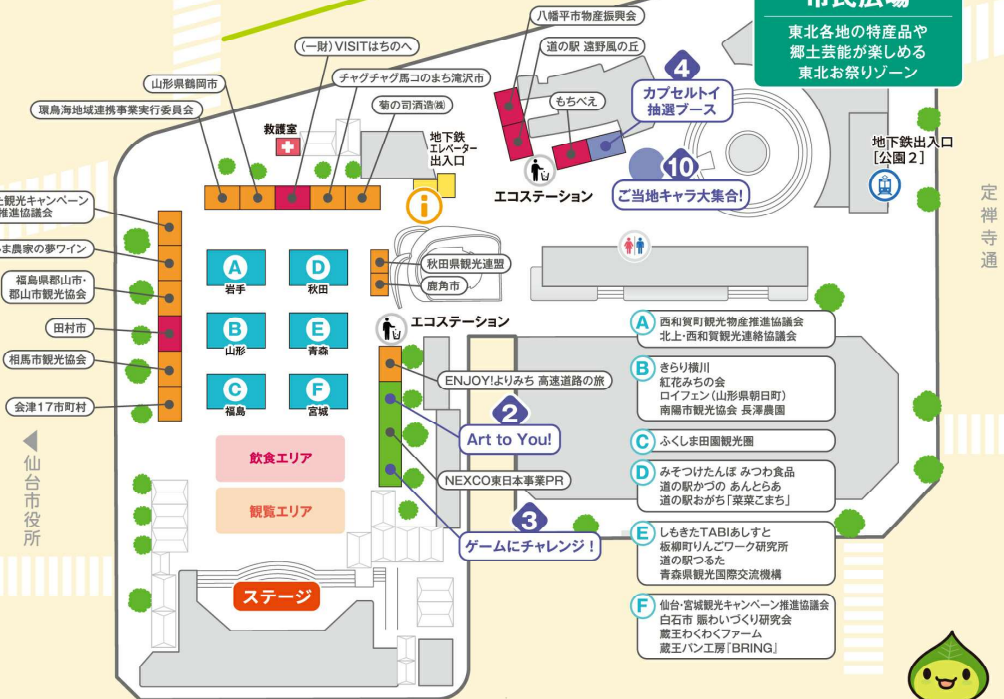 市民広場
東北各地の特産品や
郷土芸能が楽しめる
東北お祭りゾーン
八幡平市物産振興会
(一財)VISITはちのへ
道の駅 遠野風の丘
チャグチャグ馬コのまち滝沢市
山形県鶴岡市
菊の司酒造㈱
環鳥海地域連携事業実行委員会
もちべえ
4
カプセルトイ
抽選ブース
救護室
地下鉄
エレベーター
出入口
地下鉄出入口
[公園2]
エコステーション
10
ご当地キャラ大集合!
定禅寺通
i
観光キャンペーン
推進協議会
ま農家の夢ワイン
福島県郡山市・
郡山市観光協会
田村市
相馬市観光協会
会津17市町村
仙台市役所
A
岩手
D
秋田
B
山形
E
青森
C
福島
F
宮城
秋田県観光連盟
鹿角市
エコステーション
ENJOY!よりみち 高速道路の旅
2
Art to You!
NEXCO東日本事業PR
3
ゲームにチャレンジ！
飲食エリア
観覧エリア
ステージ
A 西和賀町観光物産推進協議会
北上・西和賀観光連絡協議会
B きらり横川
紅花みちの会
ロイフェン(山形県朝日町)
南陽市観光協会 長澤農園
C ふくしま田園観光圏
D みそつけたんぽ みつわ食品
道の駅かづの あんとらあ
道の駅おがち「菜菜こまち」
E しもきたTABIあしすと
板柳町りんごワーク研究所
道の駅つるた
青森県観光国際交流機構
F 仙台・宮城観光キャンペーン推進協議会
白石市 賑わいづくり研究会
蔵王わくわくファーム
蔵王パン工房『BRING』